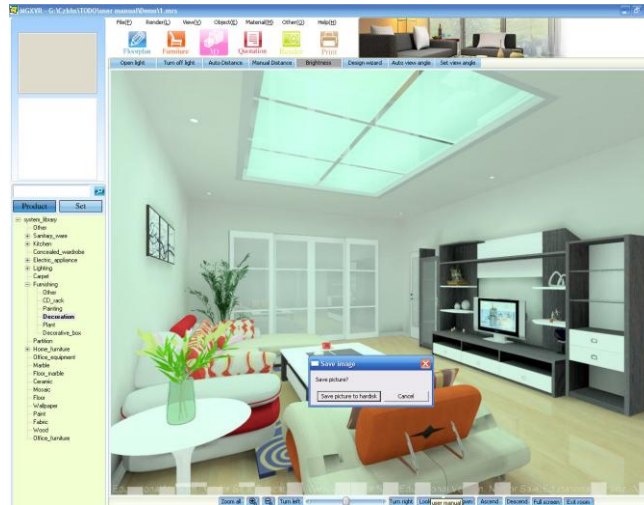 File(F) Render(L) View(V) Object(E) Material(M) Other(O) Help(H)
Floorplan Furniture 3D Quotation Render Print
Open light Turn off light Auto Distance Manual Distance Brightness Design wizard Auto view angle Set view angle
Product Set
system_library
Other
Sanitary_ware
Kitchen
Concealed_wardrobe
Electric_appliance
Lighting
Carpet
Furnishing
Other
CD_rack
Painting
Decoration
Plant
Decorative_box
Partition
Home_furniture
Office_equipment
Marble
Floor_marble
Ceramic
Mosaic
Floor
Wallpaper
Paint
Fabric
Wood
Office_furniture
Save image
Save picture?
Save picture to hardisk Cancel
Zoom all Turn left Turn right Look user manual Ascend Descend Full screen Exit room